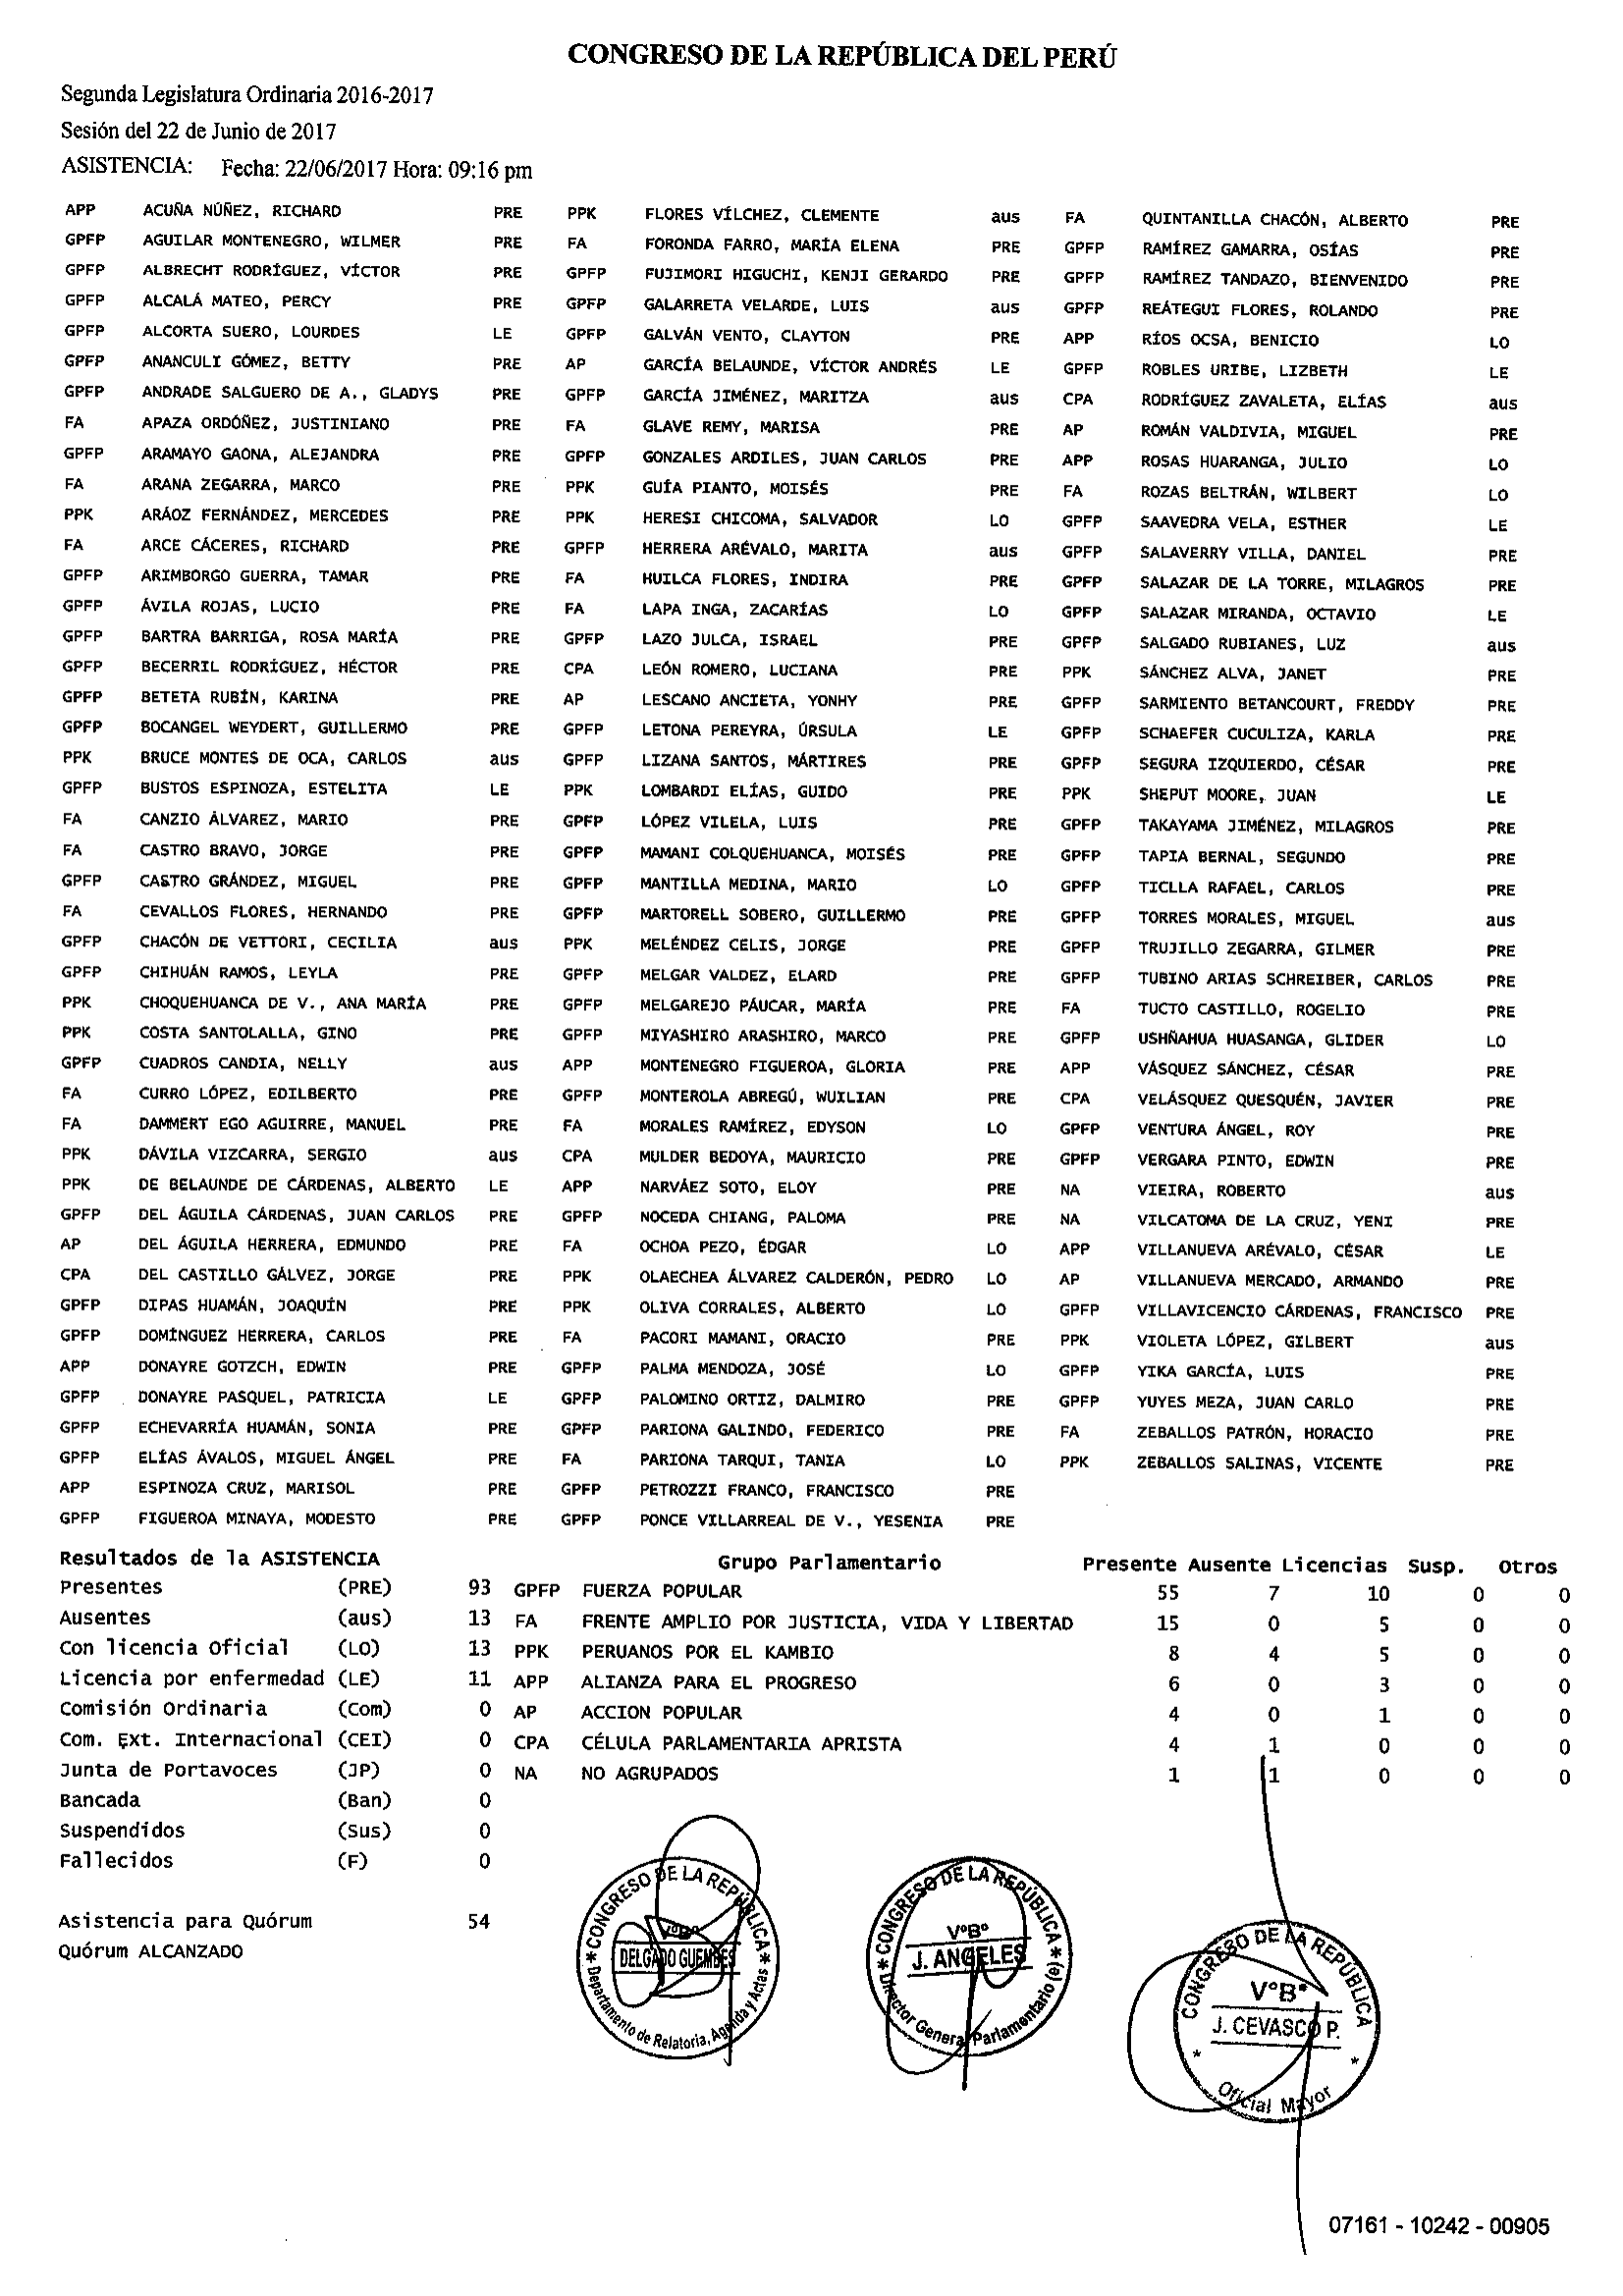 CONGRESO DE LA REPÚBLICA DEL PERÚ
Segunda Legislatura Ordinaria 2016-2017
Sesión del 22 de Junio de 2017
ASISTENCIA: Fecha: 22/06/2017 Hora: 09:16 pm
APP ACUÑA NÚÑEZ, RICHARD PRE PPK FLORES VÍLCHEZ, CLEMENTE aus FA QUINTANILLA CHACÓN, ALBERTO PRE
GPFP AGUILAR MONTENEGRO, WILMER PRE FA FORONDA FARRO, MARÍA ELENA PRE GPFP RAMÍREZ GAMARRA, OSÍAS PRE
GPFP ALBRECHT RODRÍGUEZ, VÍCTOR PRE GPFP FUJIMORI HIGUCHI, KENJI GERARDO PRE GPFP RAMÍREZ TANDAZO, BIENVENIDO PRE
GPFP ALCALÁ MATEO, PERCY PRE GPFP GALARRETA VELARDE, LUIS aus GPFP REÁTEGUI FLORES, ROLANDO PRE
GPFP ALCORTA SUERO, LOURDES LE GPFP GALVÁN VENTO, CLAYTON PRE APP RÍOS OCSA, BENICIO LO
GPFP ANANCULI GÓMEZ, BETTY PRE AP GARCÍA BELAUNDE, VÍCTOR ANDRÉS LE GPFP ROBLES URIBE, LIZBETH LE
GPFP ANDRADE SALGUERO DE A., GLADYS PRE GPFP GARCÍA JIMÉNEZ, MARITZA aus CPA RODRÍGUEZ ZAVALETA, ELÍAS aus
FA APAZA ORDÓÑEZ, JUSTINIANO PRE FA GLAVE REMY, MARISA PRE AP ROMÁN VALDIVIA, MIGUEL PRE
GPFP ARAMAYO GAONA, ALEJANDRA PRE GPFP GONZALES ARDILES, JUAN CARLOS PRE APP ROSAS HUARANGA, JULIO LO
FA ARANA ZEGARRA, MARCO PRE PPK GUÍA PIANTO, MOISÉS PRE FA ROZAS BELTRÁN, WILBERT LO
PPK ARÁOZ FERNÁNDEZ, MERCEDES PRE PPK HERESI CHICOMA, SALVADOR LO GPFP SAAVEDRA VELA, ESTHER LE
FA ARCE CÁCERES, RICHARD PRE GPFP HERRERA ARÉVALO, MARITA aus GPFP SALAVERRY VILLA, DANIEL PRE
GPFP ARIMBORGO GUERRA, TAMAR PRE FA HUILCA FLORES, INDIRA PRE GPFP SALAZAR DE LA TORRE, MILAGROS PRE
GPFP ÁVILA ROJAS, LUCIO PRE FA LAPA INGA, ZACARÍAS LO GPFP SALAZAR MIRANDA, OCTAVIO LE
GPFP BARTRA BARRIGA, ROSA MARÍA PRE GPFP LAZO JULCA, ISRAEL PRE GPFP SALGADO RUBIANES, LUZ aus
GPFP BECERRIL RODRÍGUEZ, HÉCTOR PRE CPA LEÓN ROMERO, LUCIANA PRE PPK SÁNCHEZ ALVA, JANET PRE
GPFP BETETA RUBÍN, KARINA PRE AP LESCANO ANCIETA, YONHY PRE GPFP SARMIENTO BETANCOURT, FREDDY PRE
GPFP BOCANGEL WEYDERT, GUILLERMO PRE GPFP LETONA PEREYRA, ÚRSULA LE GPFP SCHAEFER CUCULIZA, KARLA PRE
PPK BRUCE MONTES DE OCA, CARLOS aus GPFP LIZANA SANTOS, MÁRTIRES PRE GPFP SEGURA IZQUIERDO, CÉSAR PRE
GPFP BUSTOS ESPINOZA, ESTELITA LE PPK LOMBARDI ELÍAS, GUIDO PRE PPK SHEPUT MOORE, JUAN LE
FA CANZIO ÁLVAREZ, MARIO PRE GPFP LÓPEZ VILELA, LUIS PRE GPFP TAKAYAMA JIMÉNEZ, MILAGROS PRE
FA CASTRO BRAVO, JORGE PRE GPFP MAMANI COLQUEHUANCA, MOISÉS PRE GPFP TAPIA BERNAL, SEGUNDO PRE
GPFP CASTRO GRÁNDEZ, MIGUEL PRE GPFP MANTILLA MEDINA, MARIO LO GPFP TICLLA RAFAEL, CARLOS PRE
FA CEVALLOS FLORES, HERNANDO PRE GPFP MARTORELL SOBERO, GUILLERMO PRE GPFP TORRES MORALES, MIGUEL aus
GPFP CHACÓN DE VETTORI, CECILIA aus PPK MELÉNDEZ CELIS, JORGE PRE GPFP TRUJILLO ZEGARRA, GILMER PRE
GPFP CHIHUÁN RAMOS, LEYLA PRE GPFP MELGAR VALDEZ, ELARD PRE GPFP TUBINO ARIAS SCHREIBER, CARLOS PRE
PPK CHOQUEHUANCA DE V., ANA MARÍA PRE GPFP MELGAREJO PÁUCAR, MARÍA PRE FA TUCTO CASTILLO, ROGELIO PRE
PPK COSTA SANTOLALLA, GINO PRE GPFP MIYASHIRO ARASHIRO, MARCO PRE GPFP USHÑAHUA HUASANGA, GLIDER LO
GPFP CUADROS CANDIA, NELLY aus APP MONTENEGRO FIGUEROA, GLORIA PRE APP VÁSQUEZ SÁNCHEZ, CÉSAR PRE
FA CURRO LÓPEZ, EDILBERTO PRE GPFP MONTEROLA ABREGÚ, WUILIAN PRE CPA VELÁSQUEZ QUESQUÉN, JAVIER PRE
FA DAMMERT EGO AGUIRRE, MANUEL PRE FA MORALES RAMÍREZ, EDYSON LO GPFP VENTURA ÁNGEL, ROY PRE
PPK DÁVILA VIZCARRA, SERGIO aus CPA MULDER BEDOYA, MAURICIO PRE GPFP VERGARA PINTO, EDWIN PRE
PPK DE BELAUNDE DE CÁRDENAS, ALBERTO LE APP NARVÁEZ SOTO, ELOY PRE NA VIEIRA, ROBERTO aus
GPFP DEL ÁGUILA CÁRDENAS, JUAN CARLOS PRE GPFP NOCEDA CHIANG, PALOMA PRE NA VILCATOMA DE LA CRUZ, YENI PRE
AP DEL ÁGUILA HERRERA, EDMUNDO PRE FA OCHOA PEZO, ÉDGAR LO APP VILLANUEVA ARÉVALO, CÉSAR LE
CPA DEL CASTILLO GÁLVEZ, JORGE PRE PPK OLAECHEA ÁLVAREZ CALDERÓN, PEDRO LO AP VILLANUEVA MERCADO, ARMANDO PRE
GPFP DIPAS HUAMÁN, JOAQUÍN PRE PPK OLIVA CORRALES, ALBERTO LO GPFP VILLAVICENCIO CÁRDENAS, FRANCISCO PRE
GPFP DOMÍNGUEZ HERRERA, CARLOS PRE FA PACORI MAMANI, ORACIO PRE PPK VIOLETA LÓPEZ, GILBERT aus
APP DONAYRE GOTZCH, EDWIN PRE GPFP PALMA MENDOZA, JOSÉ LO GPFP YIKA GARCÍA, LUIS PRE
GPFP DONAYRE PASQUEL, PATRICIA LE GPFP PALOMINO ORTIZ, DALMIRO PRE GPFP YUYES MEZA, JUAN CARLO PRE
GPFP ECHEVARRÍA HUAMÁN, SONIA PRE GPFP PARIONA GALINDO, FEDERICO PRE FA ZEBALLOS PATRÓN, HORACIO PRE
GPFP ELÍAS ÁVALOS, MIGUEL ÁNGEL PRE FA PARIONA TARQUI, TANIA LO PPK ZEBALLOS SALINAS, VICENTE PRE
APP ESPINOZA CRUZ, MARISOL PRE GPFP PETROZZI FRANCO, FRANCISCO PRE
GPFP FIGUEROA MINAYA, MODESTO PRE GPFP PONCE VILLARREAL DE V., YESENIA PRE
Resultados de la ASISTENCIA Grupo Parlamentario Presente Ausente Licencias Susp. Otros
Presentes (PRE) 93 GPFP FUERZA POPULAR 55 7 10 0 0
Ausentes (aus) 13 FA FRENTE AMPLIO POR JUSTICIA, VIDA Y LIBERTAD 15 0 5 0 0
Con licencia Oficial (LO) 13 PPK PERUANOS POR EL KAMBIO 8 4 5 0 0
Licencia por enfermedad (LE) 11 APP ALIANZA PARA EL PROGRESO 6 0 3 0 0
Comisión Ordinaria (Com) 0 AP ACCION POPULAR 4 0 1 0 0
Com. Ext. Internacional (CEI) 0 CPA CÉLULA PARLAMENTARIA APRISTA 4 1 0 0 0
Junta de Portavoces (JP) 0 NA NO AGRUPADOS 1 1 0 0 0
Bancada (Ban) 0
Suspendidos (Sus) 0
Fallecidos (F) 0
Asistencia para Quórum 54
Quórum ALCANZADO
CONGRESO DE LA REPÚBLICA
VºBº
DELGADO GUEMBES
Departamento de Relatoría, Agenda y Actas
CONGRESO DE LA REPÚBLICA
VºBº
J. ANGELES
Director General Parlamentario (e)
CONGRESO DE LA REPÚBLICA
VºBº
J. CEVASCO P.
Oficial Mayor
07161 - 10242 - 00905